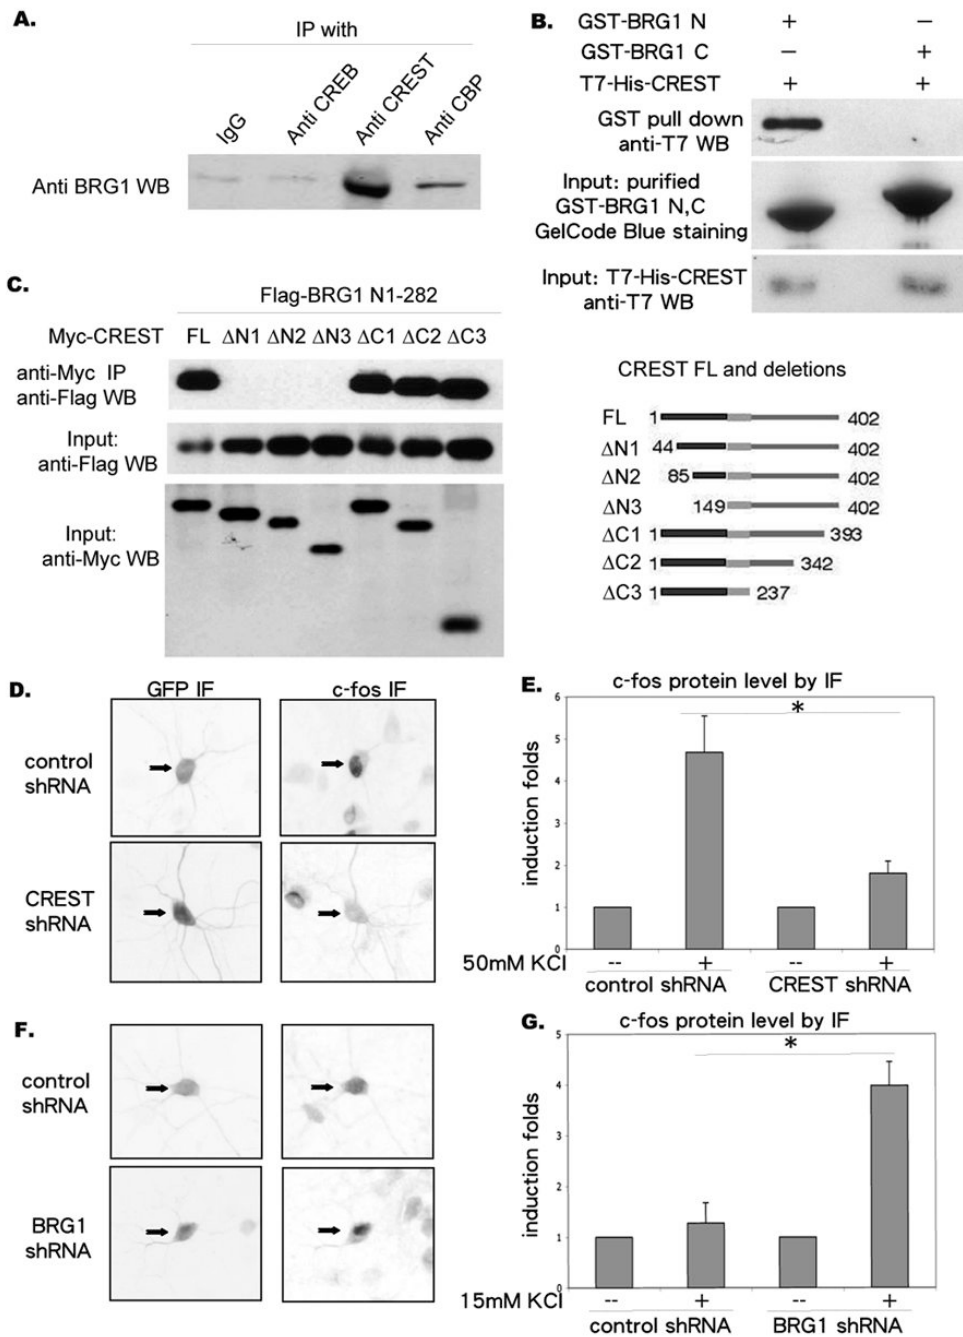 A.
IP with
IgG
Anti CREB
Anti CREST
Anti CBP
Anti BRG1 WB
B.
GST-BRG1 N + −
GST-BRG1 C − +
T7-His-CREST + +
GST pull down
anti-T7 WB
Input: purified
GST-BRG1 N,C
GelCode Blue staining
Input: T7-His-CREST
anti-T7 WB
C.
Flag-BRG1 N1-282
Myc-CREST FL ΔN1 ΔN2 ΔN3 ΔC1 ΔC2 ΔC3
anti-Myc IP
anti-Flag WB
Input:
anti-Flag WB
Input:
anti-Myc WB
CREST FL and deletions
FL 1 402
ΔN1 44 402
ΔN2 85 402
ΔN3 149 402
ΔC1 1 393
ΔC2 1 342
ΔC3 1 237
D.
GFP IF
c-fos IF
control
shRNA
CREST
shRNA
E.
c-fos protein level by IF
*
induction folds
6
5
4
3
2
1
0
50mM KCl -- + -- +
control shRNA CREST shRNA
F.
control
shRNA
BRG1
shRNA
G.
c-fos protein level by IF
*
induction folds
5
4
3
2
1
0
15mM KCl -- + -- +
control shRNA BRG1 shRNA